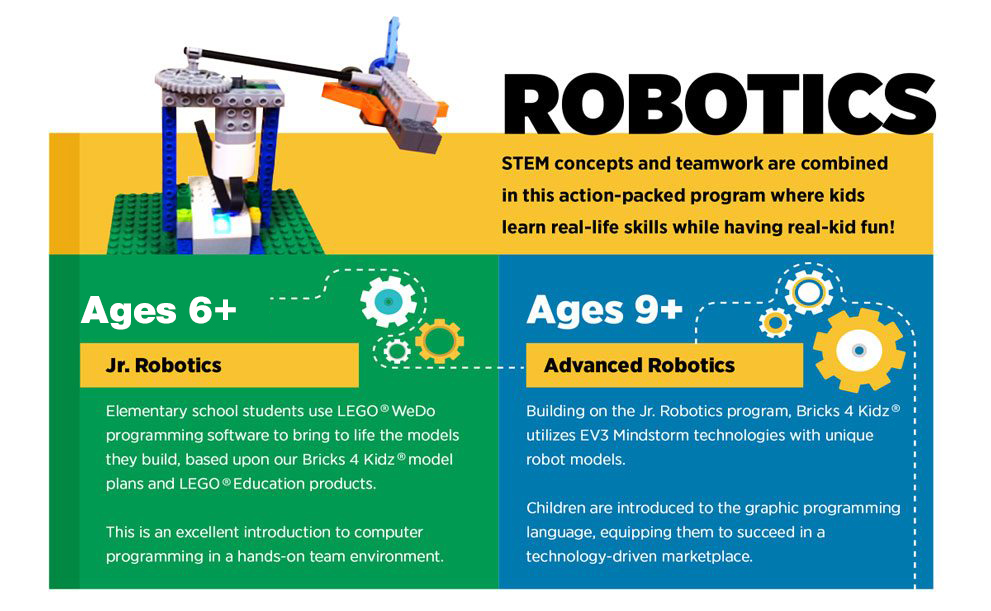 ROBOTICS
STEM concepts and teamwork are combined
in this action-packed program where kids
learn real-life skills while having real-kid fun!
Ages 6+
Jr. Robotics
Elementary school students use LEGO® WeDo
programming software to bring to life the models
they build, based upon our Bricks 4 Kidz® model
plans and LEGO® Education products.
This is an excellent introduction to computer
programming in a hands-on team environment.
Ages 9+
Advanced Robotics
Building on the Jr. Robotics program, Bricks 4 Kidz®
utilizes EV3 Mindstorm technologies with unique
robot models.
Children are introduced to the graphic programming
language, equipping them to succeed in a
technology-driven marketplace.